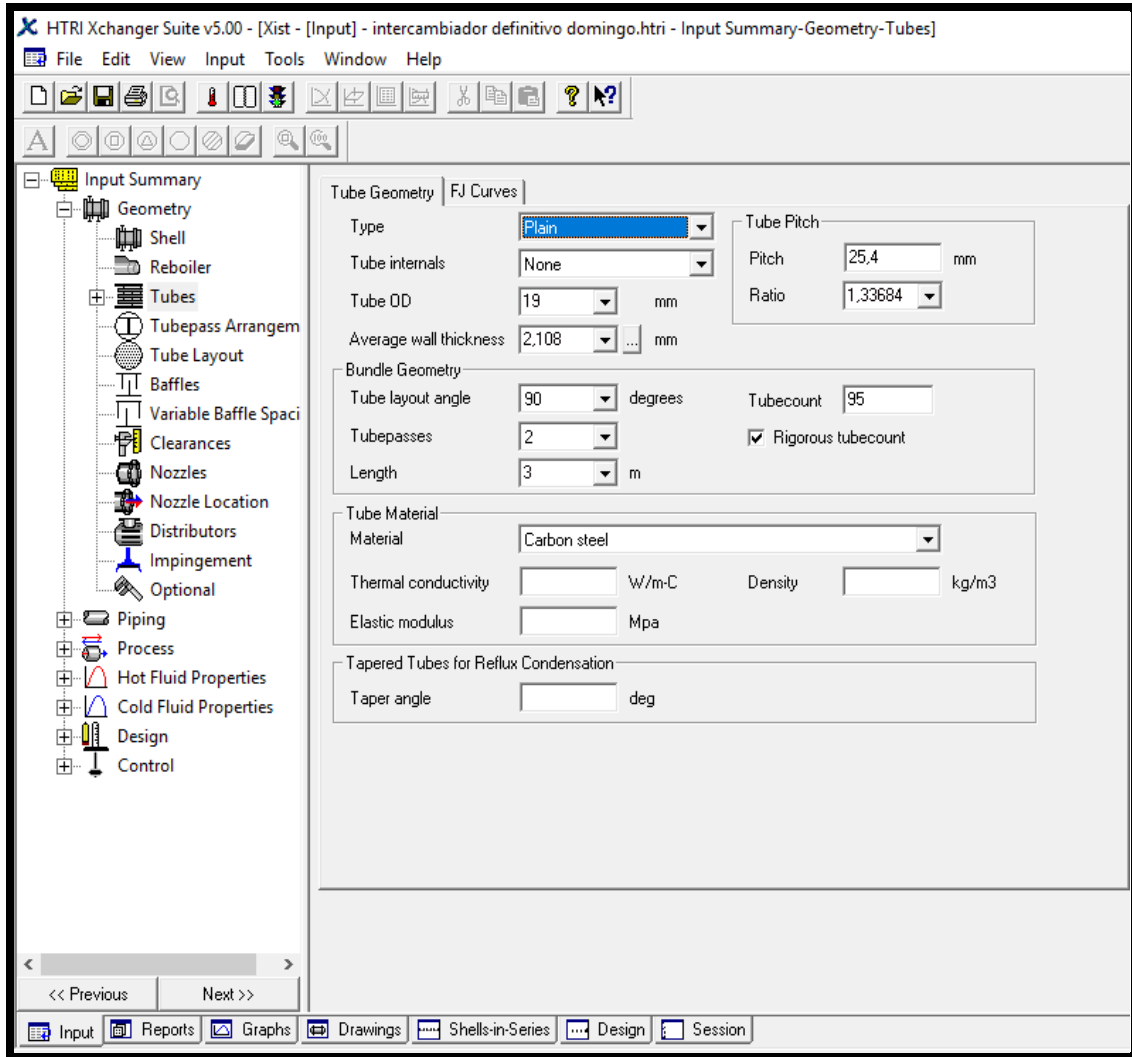 HTRI Xchanger Suite v5.00 - [Xist - [Input] - intercambiador definitivo domingo.htri - Input Summary-Geometry-Tubes]
File Edit View Input Tools Window Help
A
Input Summary
Geometry
Shell
Reboiler
Tubes
Tubepass Arrangem
Tube Layout
Baffles
Variable Baffle Spaci
Clearances
Nozzles
Nozzle Location
Distributors
Impingement
Optional
Piping
Process
Hot Fluid Properties
Cold Fluid Properties
Design
Control
<< Previous Next >>
Tube Geometry FJ Curves
Type Plain
Tube internals None
Tube OD 19 mm
Average wall thickness 2,108 ... mm
Tube Pitch
Pitch 25,4 mm
Ratio 1,33684
Bundle Geometry
Tube layout angle 90 degrees Tubecount 95
Tubepasses 2 Rigorous tubecount
Length 3 m
Tube Material
Material Carbon steel
Thermal conductivity W/m-C Density kg/m3
Elastic modulus Mpa
Tapered Tubes for Reflux Condensation
Taper angle deg
Input Reports Graphs Drawings Shells-in-Series Design Session